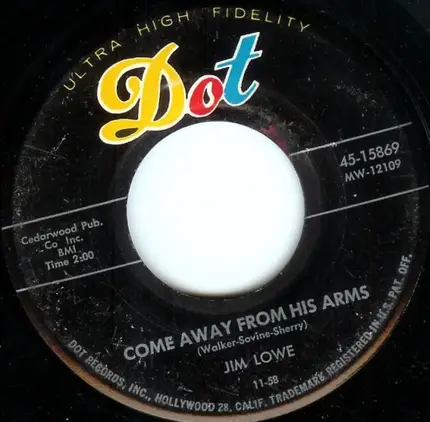 ULTRA HIGH FIDELITY
Dot
45-15869
MW-12109
Cedarwood Pub.
Co Inc.
BMI
Time 2:00
COME AWAY FROM HIS ARMS
(Walker-Sovine-Sherry)
JIM LOWE
11-58
DOT RECORDS, INC., HOLLYWOOD 28, CALIF. TRADEMARK REGISTERED IN U.S. PAT. OFF.